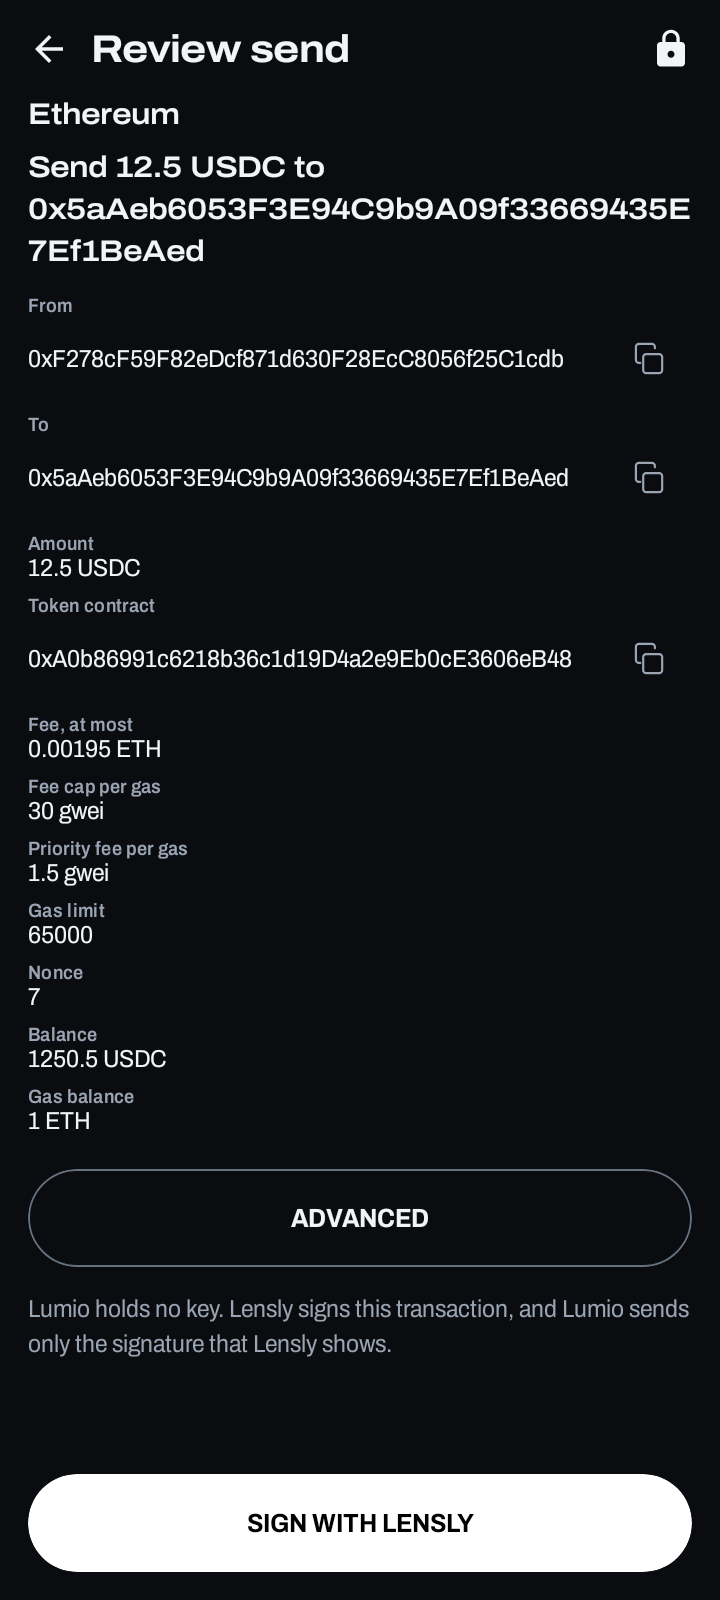 Review send
Ethereum
Send 12.5 USDC to
0x5aAeb6053F3E94C9b9A09f33669435E
7Ef1BeAed
From
0xF278cF59F82eDcf871d630F28EcC8056f25C1cdb
To
0x5aAeb6053F3E94C9b9A09f33669435E7Ef1BeAed
Amount
12.5 USDC
Token contract
0xA0b86991c6218b36c1d19D4a2e9Eb0cE3606eB48
Fee, at most
0.00195 ETH
Fee cap per gas
30 gwei
Priority fee per gas
1.5 gwei
Gas limit
65000
Nonce
7
Balance
1250.5 USDC
Gas balance
1 ETH
ADVANCED
Lumio holds no key. Lensly signs this transaction, and Lumio sends
only the signature that Lensly shows.
SIGN WITH LENSLY